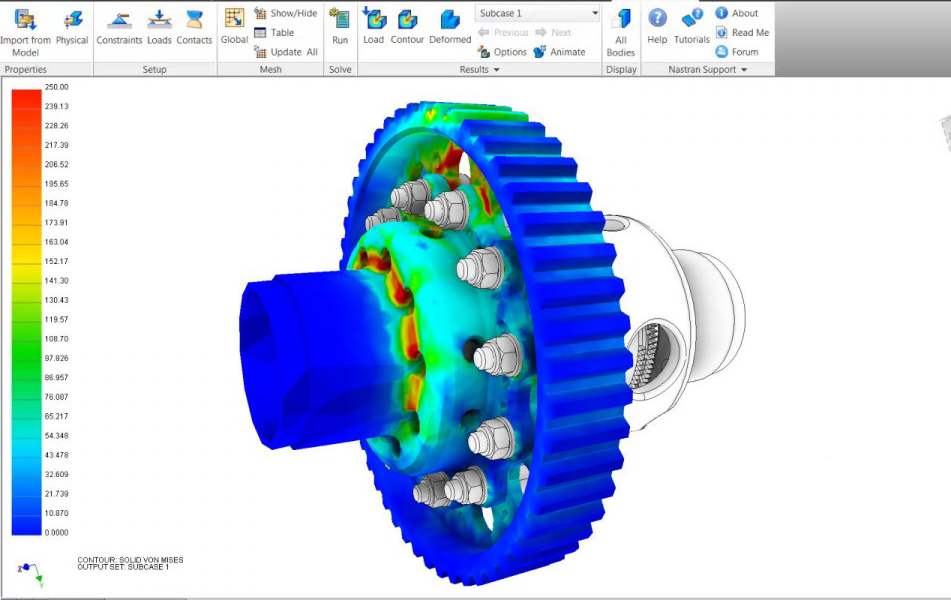 Import from
Model
Physical
Constraints
Loads
Contacts
Global
Show/Hide
Table
Update All
Run
Load
Contour
Deformed
Subcase 1
Previous
Next
Options
Animate
All
Bodies
Help
Tutorials
About
Read Me
Forum
Properties
Setup
Mesh
Solve
Results
Display
Nastran Support
250.00
239.13
228.26
217.39
206.52
195.65
184.78
173.91
163.04
152.17
141.30
130.43
119.57
108.70
97.826
86.957
76.087
65.217
54.348
43.478
32.609
21.739
10.870
0.0000
Z
Y
CONTOUR: SOLID VON MISES
OUTPUT SET: SUBCASE 1